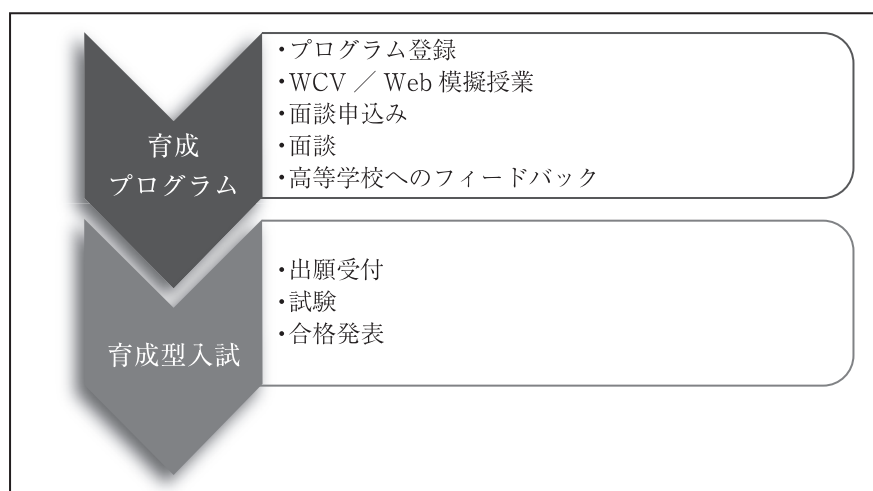 育成
プログラム
・プログラム登録
・WCV ／ Web 模擬授業
・面談申込み
・面談
・高等学校へのフィードバック
育成型入試
・出願受付
・試験
・合格発表